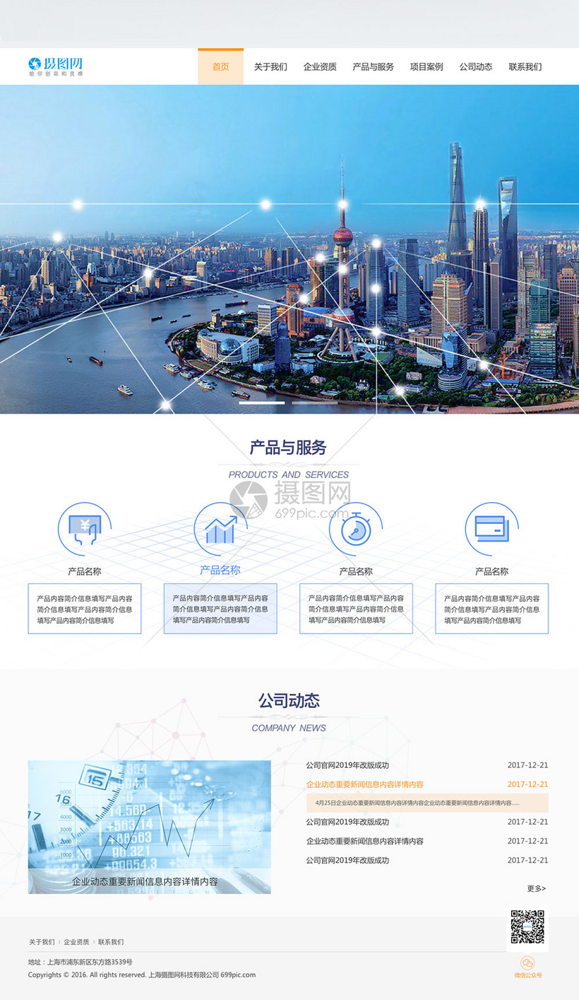 摄图网
给你创意和灵感
首页 关于我们 企业资质 产品与服务 项目案例 公司动态 联系我们
产品与服务
PRODUCTS AND SERVICES
摄图网
699pic.com
¥
产品名称
产品内容简介信息填写产品内容
简介信息填写产品内容简介信息
填写产品内容简介信息填写
产品名称
产品内容简介信息填写产品内容
简介信息填写产品内容简介信息
填写产品内容简介信息填写
产品名称
产品内容简介信息填写产品内容
简介信息填写产品内容简介信息
填写产品内容简介信息填写
产品名称
产品内容简介信息填写产品内容
简介信息填写产品内容简介信息
填写产品内容简介信息填写
公司动态
COMPANY NEWS
15
16
17
6000
5000
4000
3000
2000
1000
0
14.560
+563.14
+88563
96.321
+99654.3
企业动态重要新闻信息内容详情内容
公司官网2019年改版成功 2017-12-21
企业动态重要新闻信息内容详情内容 2017-12-21
4月25日企业动态重要新闻信息内容详情内容企业动态重要新闻信息内容详情内容......
公司官网2019年改版成功 2017-12-21
企业动态重要新闻信息内容详情内容 2017-12-21
公司官网2019年改版成功 2017-12-21
更多>
关于我们 | 企业资质 | 联系我们
地址：上海市浦东新区东方路3539号
Copyrights © 2016. All rights reserved. 上海摄图网科技有限公司 699pic.com
微信公众号